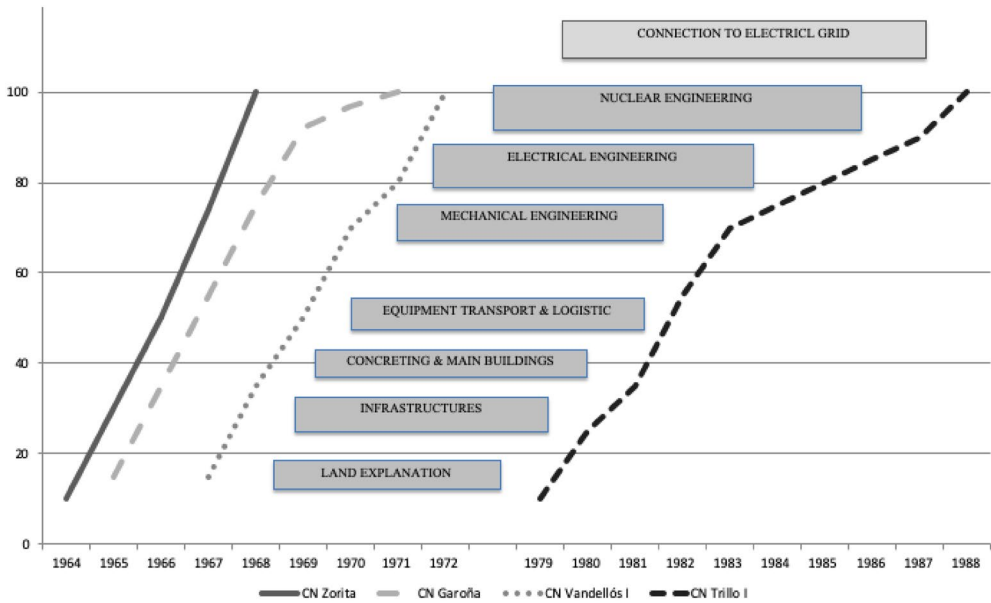 CONNECTION TO ELECTRICL GRID
100
NUCLEAR ENGINEERING
ELECTRICAL ENGINEERING
80
MECHANICAL ENGINEERING
60
EQUIPMENT TRANSPORT & LOGISTIC
40
CONCRETING & MAIN BUILDINGS
INFRASTRUCTURES
20
LAND EXPLANATION
0
1964 1965 1966 1967 1968 1969 1970 1971 1972 1979 1980 1981 1982 1983 1984 1985 1986 1987 1988
CN Zorita CN Garoña CN Vandellós I CN Trillo I